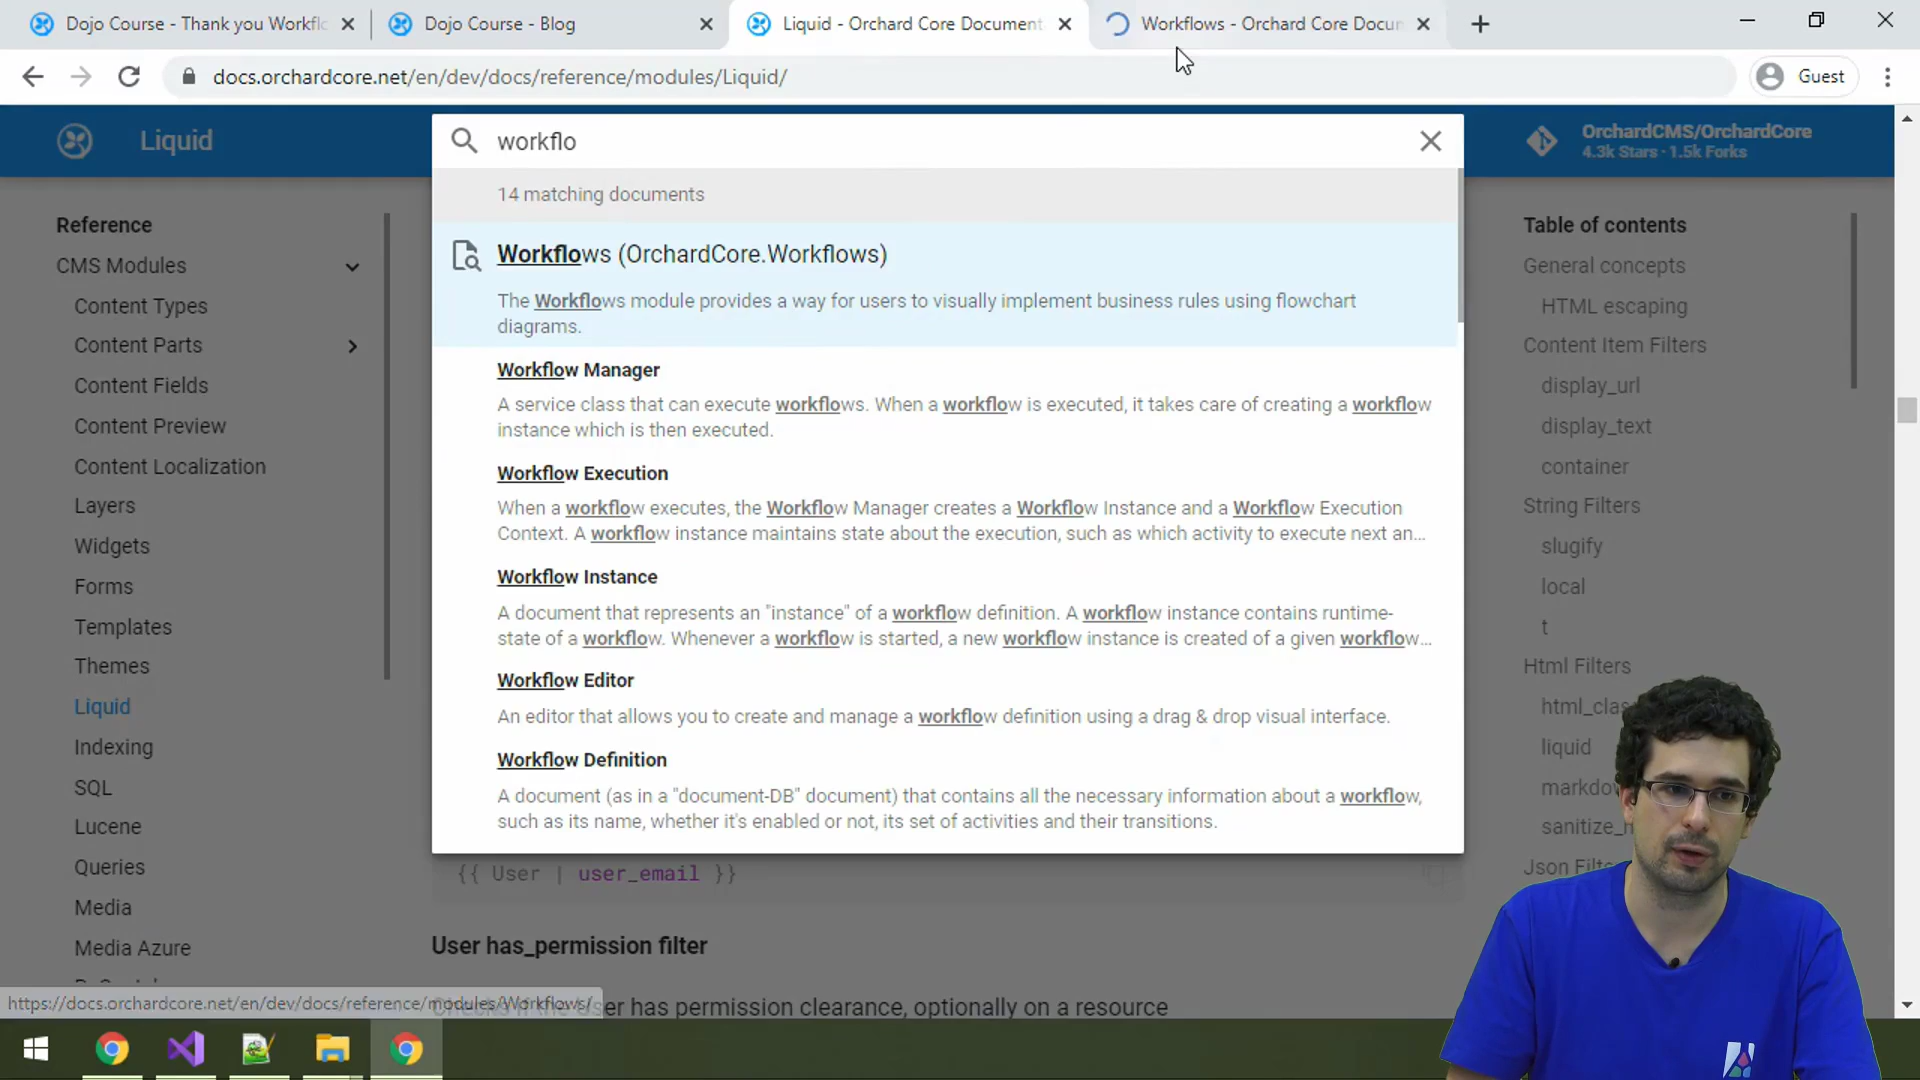 Dojo Course - Thank you Workflo
Dojo Course - Blog
Liquid - Orchard Core Document
Workflows - Orchard Core Docum
docs.orchardcore.net/en/dev/docs/reference/modules/Liquid/
Guest
Liquid
workflo
OrchardCMS/OrchardCore
4.3k Stars · 1.5k Forks
14 matching documents
Reference
CMS Modules
Content Types
Content Parts
Content Fields
Content Preview
Content Localization
Layers
Widgets
Forms
Templates
Themes
Liquid
Indexing
SQL
Lucene
Queries
Media
Media Azure
Workflows (OrchardCore.Workflows)
The Workflows module provides a way for users to visually implement business rules using flowchart
diagrams.
Workflow Manager
A service class that can execute workflows. When a workflow is executed, it takes care of creating a workflow
instance which is then executed.
Workflow Execution
When a workflow executes, the Workflow Manager creates a Workflow Instance and a Workflow Execution
Context. A workflow instance maintains state about the execution, such as which activity to execute next an...
Workflow Instance
A document that represents an "instance" of a workflow definition. A workflow instance contains runtime-
state of a workflow. Whenever a workflow is started, a new workflow instance is created of a given workflow...
Workflow Editor
An editor that allows you to create and manage a workflow definition using a drag & drop visual interface.
Workflow Definition
A document (as in a "document-DB" document) that contains all the necessary information about a workflow,
such as its name, whether it's enabled or not, its set of activities and their transitions.
{{ User | user_email }}
User has_permission filter
ser has permission clearance, optionally on a resource
Table of contents
General concepts
HTML escaping
Content Item Filters
display_url
display_text
container
String Filters
slugify
local
t
Html Filters
html_clas
liquid
markdo
sanitize_
Json Filte
https://docs.orchardcore.net/en/dev/docs/reference/modules/Workflows/